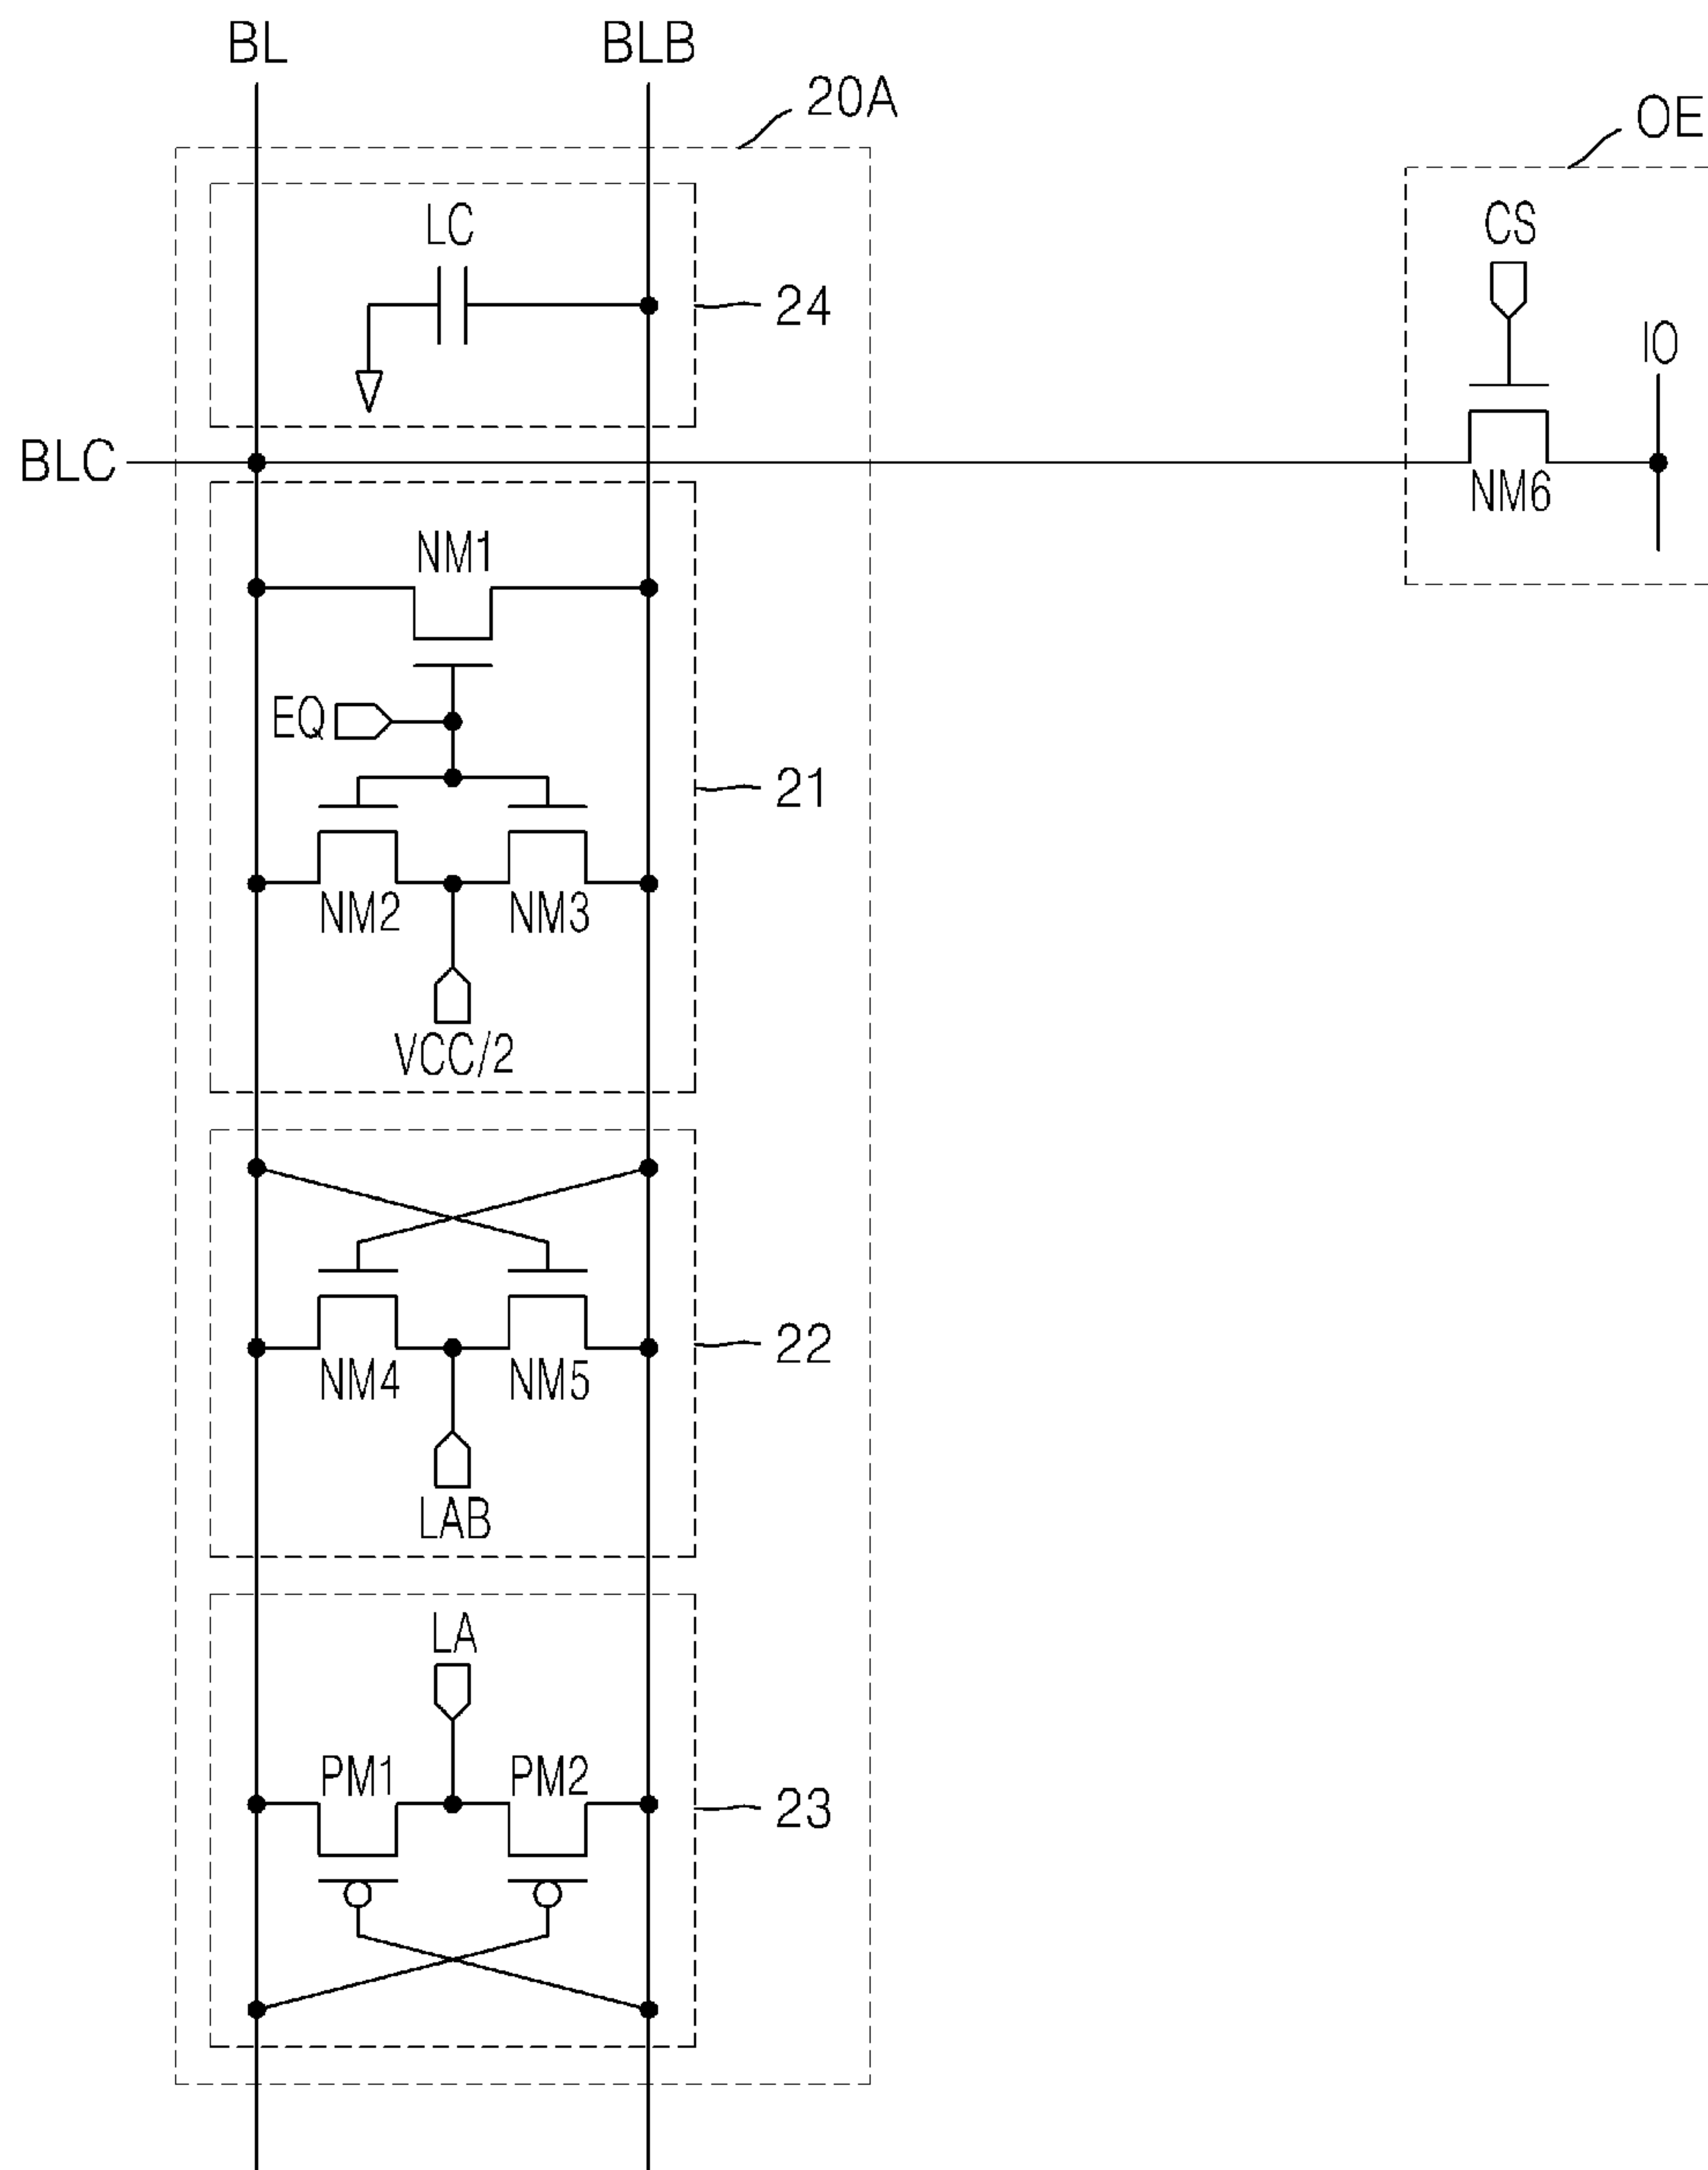 BL
BLB
20A
OE
LC
CS
24
IO
BLC
NM6
NM1
EQ
21
NM2
NM3
VCC/2
22
NM4
NM5
LAB
LA
PM1
PM2
23